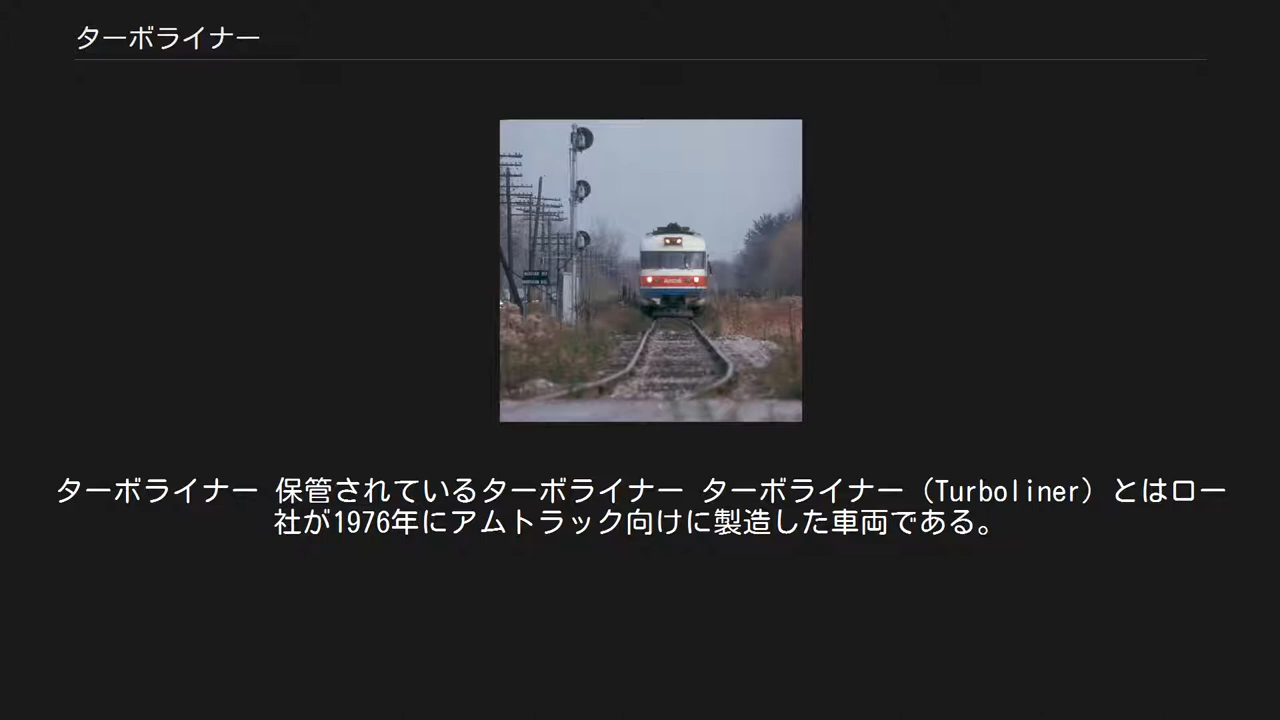 ターボライナー
ターボライナー 保管されているターボライナー ターボライナー（Turboliner）とはロー
社が1976年にアムトラック向けに製造した車両である。